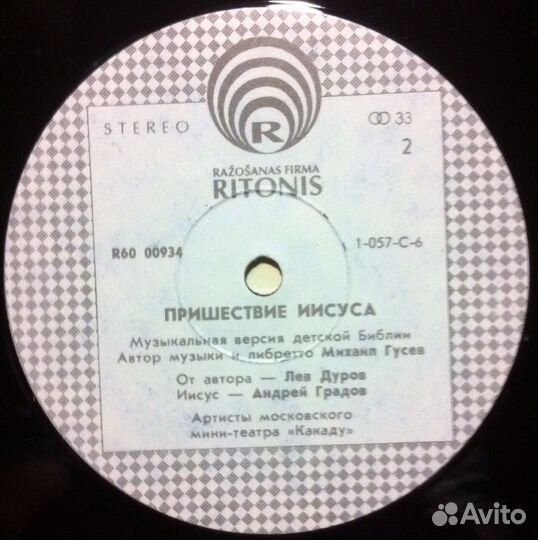 STEREO
R
33
2
RAŽOŠANAS FIRMA
RITONIS
R60 00934
1-057-C-6
ПРИШЕСТВИЕ ИИСУСА
Музыкальная версия детской Библии
Автор музыки и либретто Михаил Гусев
От автора — Лев Дуров
Иисус — Андрей Градов
Артисты московского
мини-театра «Какаду»
Avito